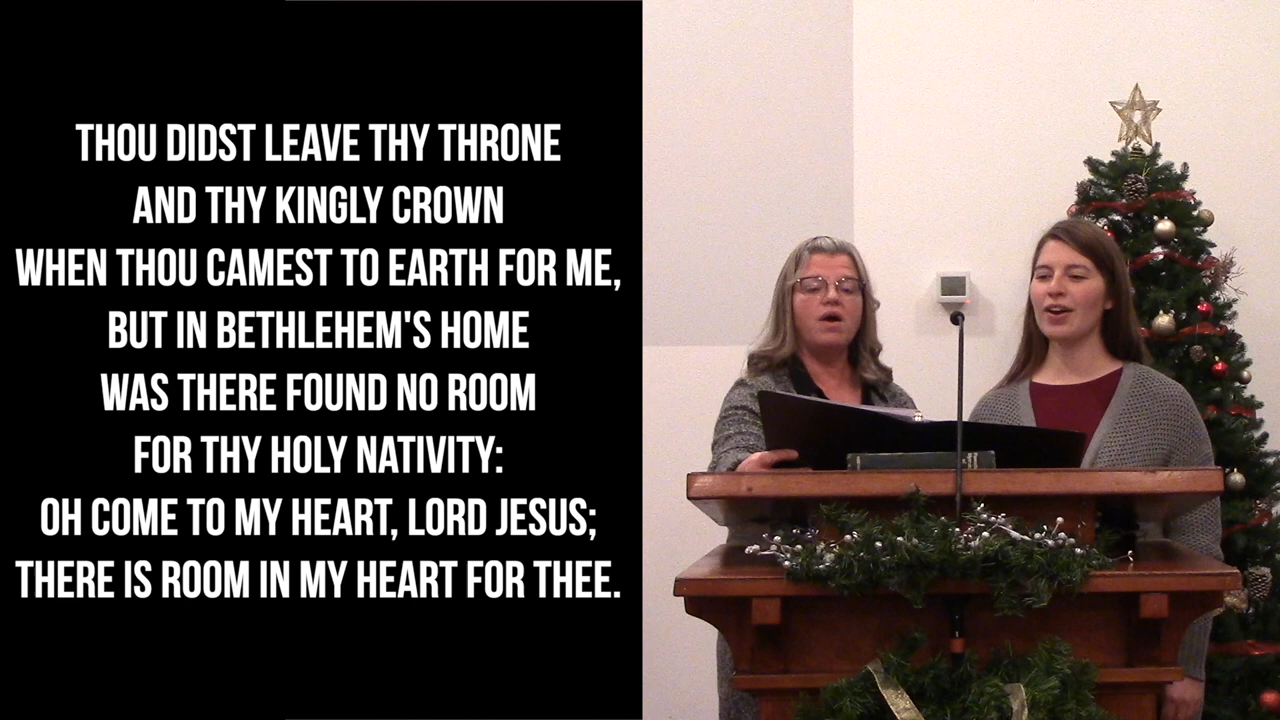 THOU DIDST LEAVE THY THRONE
AND THY KINGLY CROWN
WHEN THOU CAMEST TO EARTH FOR ME,
BUT IN BETHLEHEM'S HOME
WAS THERE FOUND NO ROOM
FOR THY HOLY NATIVITY:
OH COME TO MY HEART, LORD JESUS;
THERE IS ROOM IN MY HEART FOR THEE.